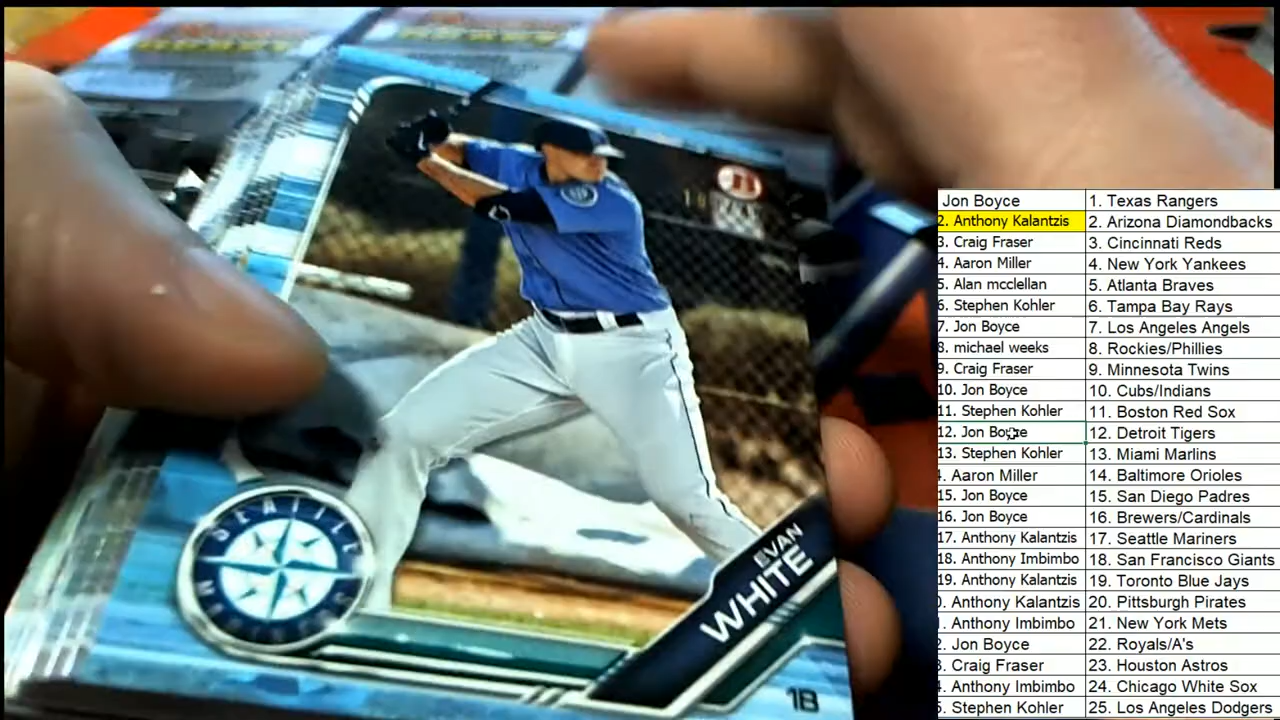 SEATTLE
EVAN
WHITE
1B
Jon Boyce 1. Texas Rangers
2. Anthony Kalantzis 2. Arizona Diamondbacks
3. Craig Fraser 3. Cincinnati Reds
4. Aaron Miller 4. New York Yankees
5. Alan mcclellan 5. Atlanta Braves
6. Stephen Kohler 6. Tampa Bay Rays
7. Jon Boyce 7. Los Angeles Angels
8. michael weeks 8. Rockies/Phillies
9. Craig Fraser 9. Minnesota Twins
10. Jon Boyce 10. Cubs/Indians
11. Stephen Kohler 11. Boston Red Sox
12. Jon Boyce 12. Detroit Tigers
13. Stephen Kohler 13. Miami Marlins
4. Aaron Miller 14. Baltimore Orioles
15. Jon Boyce 15. San Diego Padres
16. Jon Boyce 16. Brewers/Cardinals
17. Anthony Kalantzis 17. Seattle Mariners
18. Anthony Imbimbo 18. San Francisco Giants
19. Anthony Kalantzis 19. Toronto Blue Jays
0. Anthony Kalantzis 20. Pittsburgh Pirates
1. Anthony Imbimbo 21. New York Mets
2. Jon Boyce 22. Royals/A's
3. Craig Fraser 23. Houston Astros
4. Anthony Imbimbo 24. Chicago White Sox
5. Stephen Kohler 25. Los Angeles Dodgers